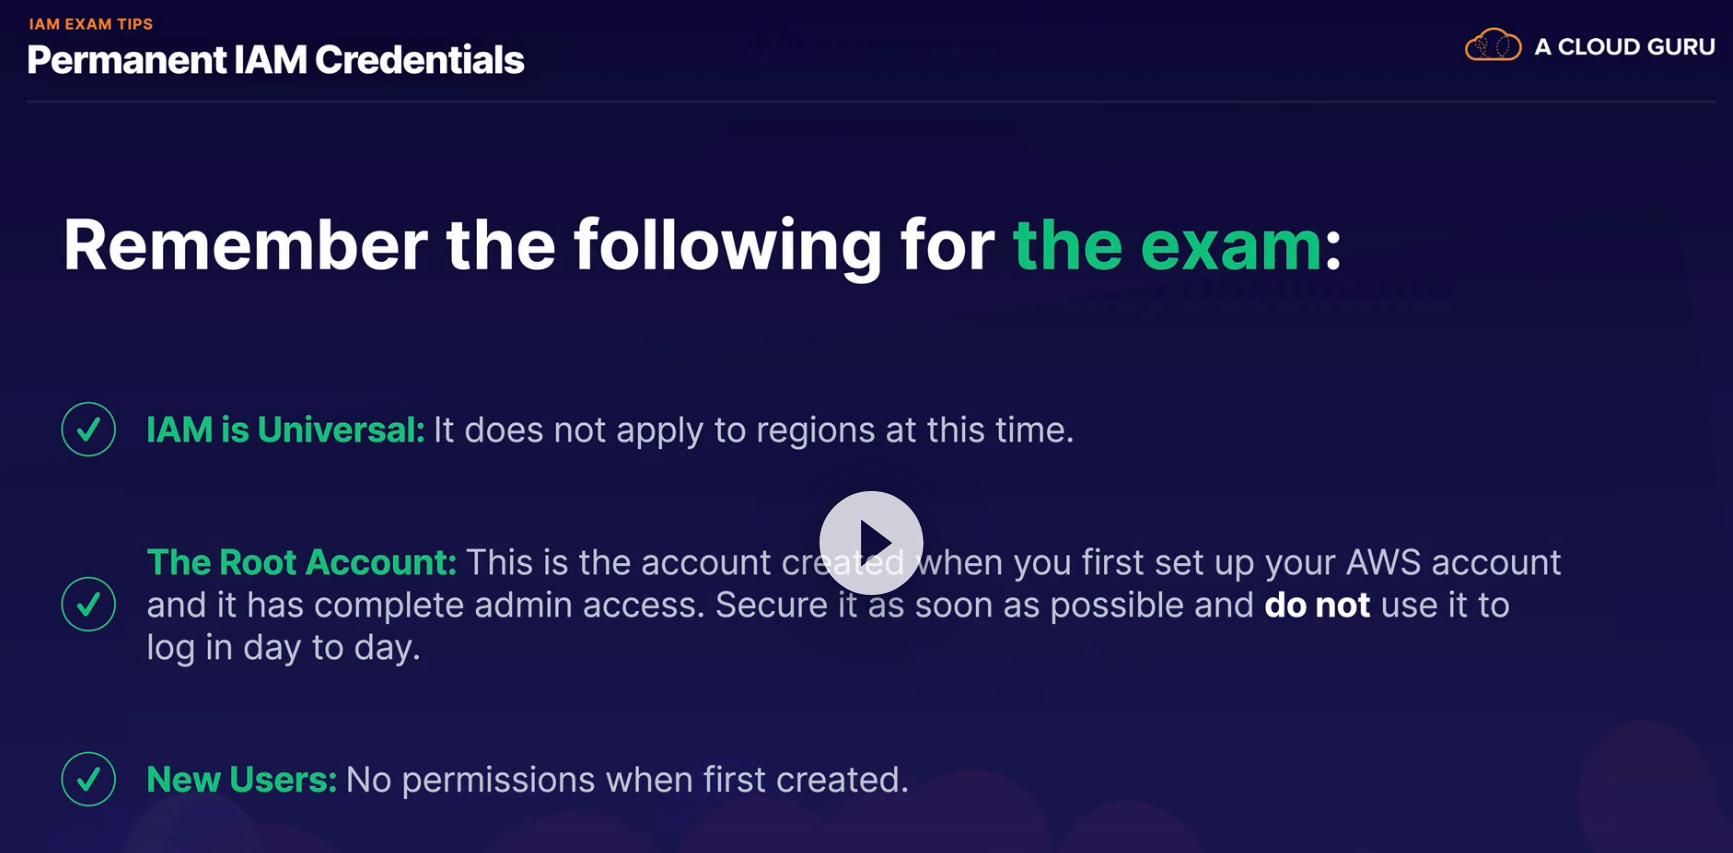 IAM EXAM TIPS
Permanent IAM Credentials
A CLOUD GURU
Remember the following for the exam:
IAM is Universal: It does not apply to regions at this time.
The Root Account: This is the account created when you first set up your AWS account
and it has complete admin access. Secure it as soon as possible and do not use it to
log in day to day.
New Users: No permissions when first created.